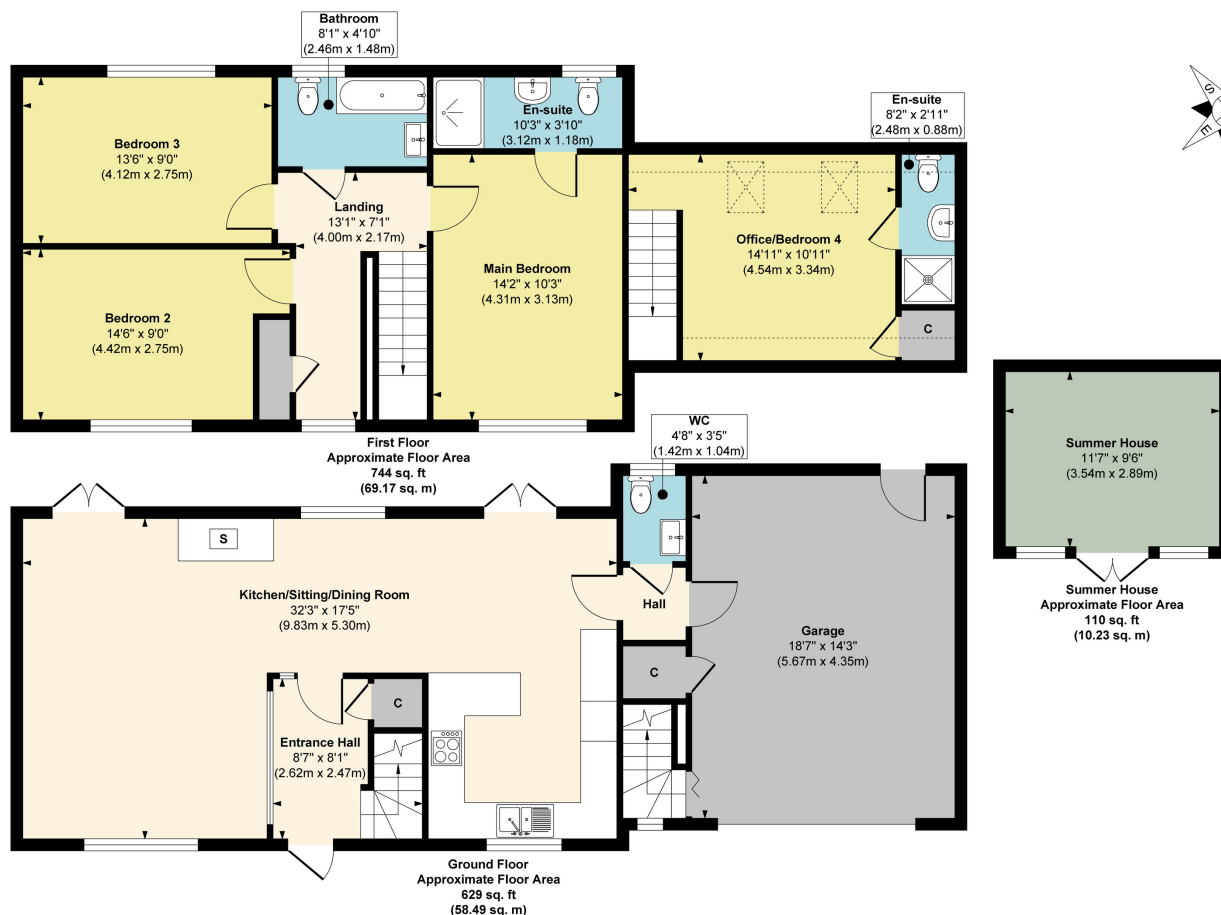 Bathroom
8'1" x 4'10"
(2.46m x 1.48m)
Bedroom 3
13'6" x 9'0"
(4.12m x 2.75m)
En-suite
10'3" x 3'10"
(3.12m x 1.18m)
En-suite
8'2" x 2'11"
(2.48m x 0.88m)
S
E
Landing
13'1" x 7'1"
(4.00m x 2.17m)
Main Bedroom
14'2" x 10'3"
(4.31m x 3.13m)
Office/Bedroom 4
14'11" x 10'11"
(4.54m x 3.34m)
C
Bedroom 2
14'6" x 9'0"
(4.42m x 2.75m)
First Floor
Approximate Floor Area
744 sq. ft
(69.17 sq. m)
WC
4'8" x 3'5"
(1.42m x 1.04m)
Summer House
11'7" x 9'6"
(3.54m x 2.89m)
Summer House
Approximate Floor Area
110 sq. ft
(10.23 sq. m)
S
Kitchen/Sitting/Dining Room
32'3" x 17'5"
(9.83m x 5.30m)
Hall
Garage
18'7" x 14'3"
(5.67m x 4.35m)
C
C
Entrance Hall
8'7" x 8'1"
(2.62m x 2.47m)
Ground Floor
Approximate Floor Area
629 sq. ft
(58.49 sq. m)